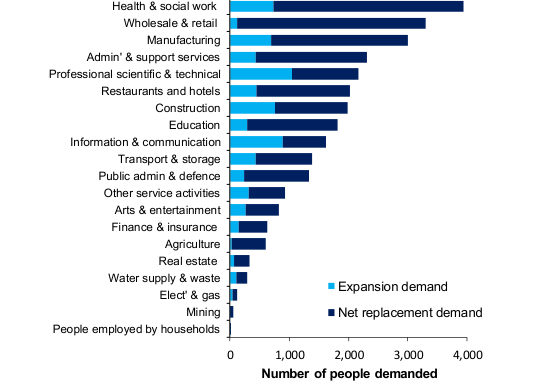 Health & social work
Wholesale & retail
Manufacturing
Admin' & support services
Professional scientific & technical
Restaurants and hotels
Construction
Education
Information & communication
Transport & storage
Public admin & defence
Other service activities
Arts & entertainment
Finance & insurance
Agriculture
Real estate
Water supply & waste
Elect' & gas
Mining
People employed by households
Expansion demand
Net replacement demand
0 1,000 2,000 3,000 4,000
Number of people demanded